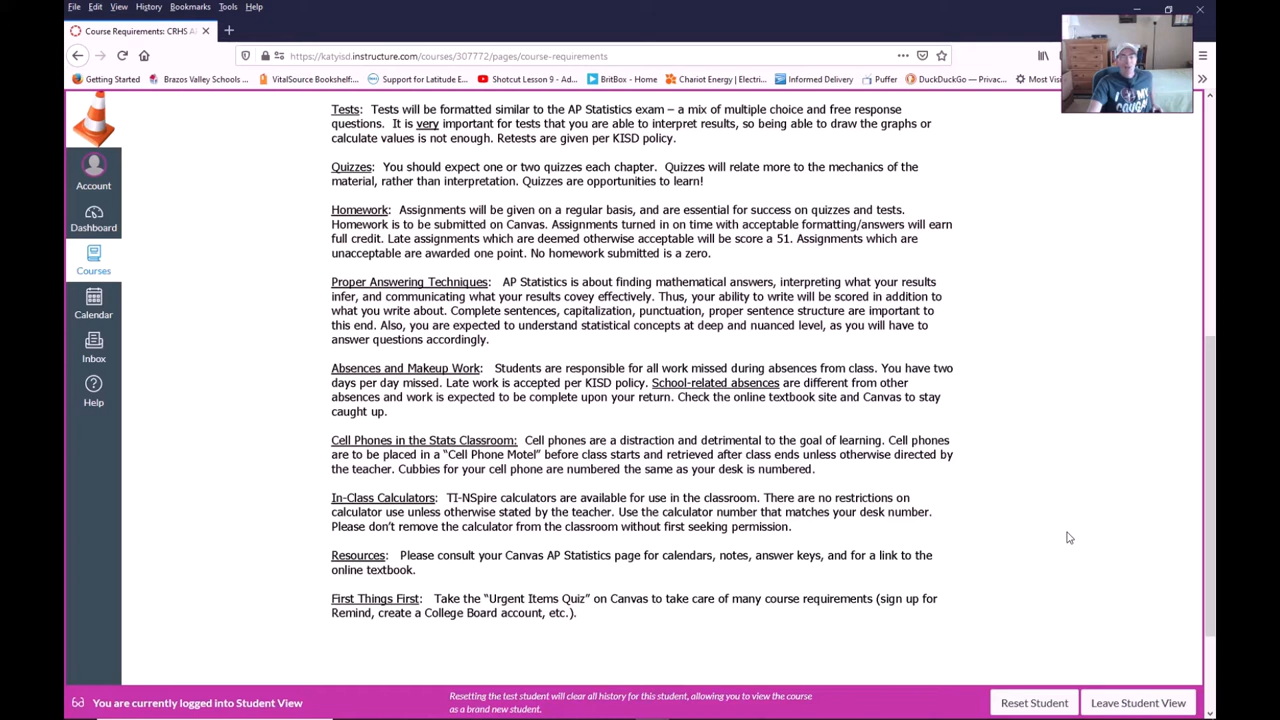 File Edit View History Bookmarks Tools Help
Course Requirements: CRHS A
https://katyisd.instructure.com/courses/307772/pages/course-requirements
Getting Started Brazos Valley Schools ... VitalSource Bookshelf:... Support for Latitude E... Shotcut Lesson 9 - Ad... BritBox - Home Chariot Energy | Electri... Informed Delivery Puffer DuckDuckGo — Privac... Most Visi
Tests: Tests will be formatted similar to the AP Statistics exam – a mix of multiple choice and free response
questions. It is very important for tests that you are able to interpret results, so being able to draw the graphs or
calculate values is not enough. Retests are given per KISD policy.
Quizzes: You should expect one or two quizzes each chapter. Quizzes will relate more to the mechanics of the
material, rather than interpretation. Quizzes are opportunities to learn!
Homework: Assignments will be given on a regular basis, and are essential for success on quizzes and tests.
Homework is to be submitted on Canvas. Assignments turned in on time with acceptable formatting/answers will earn
full credit. Late assignments which are deemed otherwise acceptable will be score a 51. Assignments which are
unacceptable are awarded one point. No homework submitted is a zero.
Proper Answering Techniques: AP Statistics is about finding mathematical answers, interpreting what your results
infer, and communicating what your results covey effectively. Thus, your ability to write will be scored in addition to
what you write about. Complete sentences, capitalization, punctuation, proper sentence structure are important to
this end. Also, you are expected to understand statistical concepts at deep and nuanced level, as you will have to
answer questions accordingly.
Absences and Makeup Work: Students are responsible for all work missed during absences from class. You have two
days per day missed. Late work is accepted per KISD policy. School-related absences are different from other
absences and work is expected to be complete upon your return. Check the online textbook site and Canvas to stay
caught up.
Cell Phones in the Stats Classroom: Cell phones are a distraction and detrimental to the goal of learning. Cell phones
are to be placed in a “Cell Phone Motel” before class starts and retrieved after class ends unless otherwise directed by
the teacher. Cubbies for your cell phone are numbered the same as your desk is numbered.
In-Class Calculators: TI-NSpire calculators are available for use in the classroom. There are no restrictions on
calculator use unless otherwise stated by the teacher. Use the calculator number that matches your desk number.
Please don’t remove the calculator from the classroom without first seeking permission.
Resources: Please consult your Canvas AP Statistics page for calendars, notes, answer keys, and for a link to the
online textbook.
First Things First: Take the “Urgent Items Quiz” on Canvas to take care of many course requirements (sign up for
Remind, create a College Board account, etc.).
Account
Dashboard
Courses
Calendar
Inbox
Help
You are currently logged into Student View
Resetting the test student will clear all history for this student, allowing you to view the course
as a brand new student.
Reset Student
Leave Student View